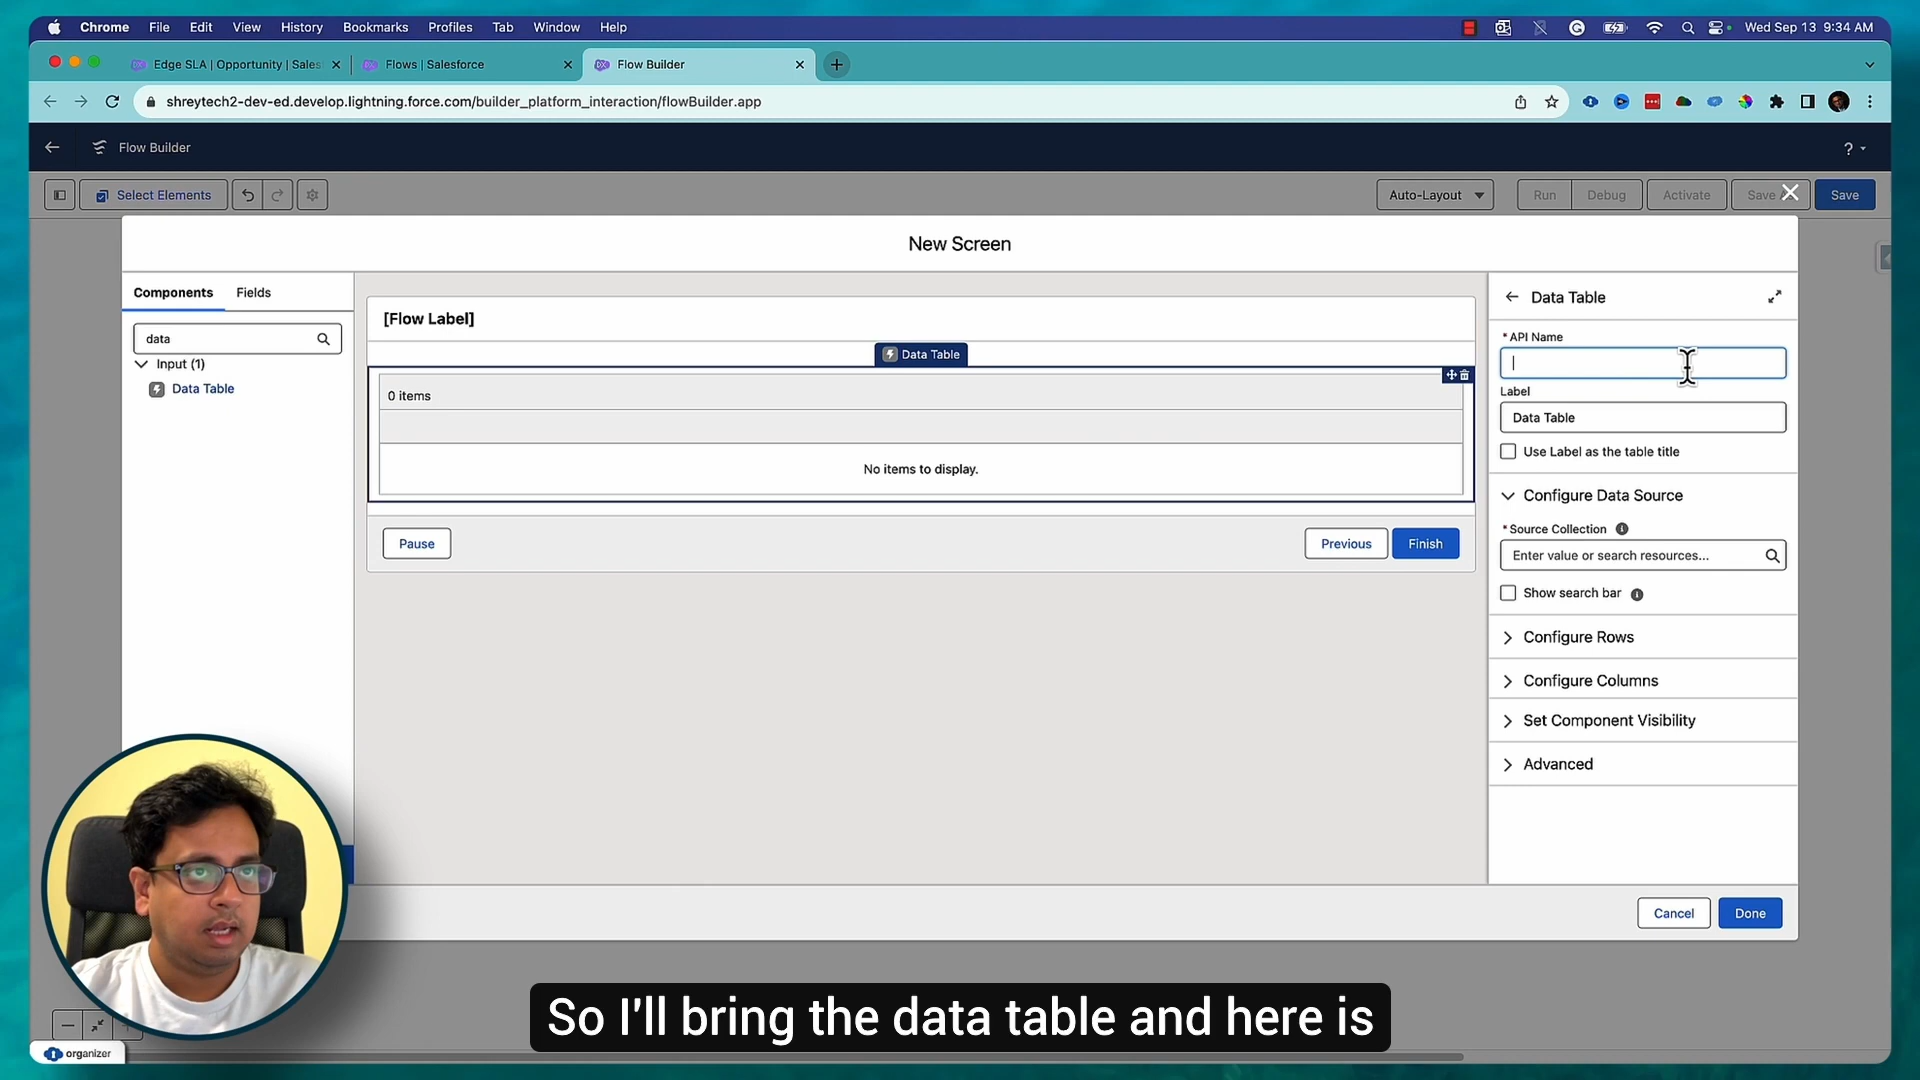 Chrome File Edit View History Bookmarks Profiles Tab Window Help Wed Sep 13 9:34 AM
Edge SLA | Opportunity | Sales
Flows | Salesforce
Flow Builder
shreytech2-dev-ed.develop.lightning.force.com/builder_platform_interaction/flowBuilder.app
Flow Builder
?
Select Elements
Auto-Layout
Run
Debug
Activate
Save
Save
New Screen
Components
Fields
data
Input (1)
Data Table
[Flow Label]
Data Table
0 items
No items to display.
Pause
Previous
Finish
Data Table
* API Name
Label
Data Table
Use Label as the table title
Configure Data Source
* Source Collection
Enter value or search resources...
Show search bar
Configure Rows
Configure Columns
Set Component Visibility
Advanced
Cancel
Done
So I'll bring the data table and here is
organizer